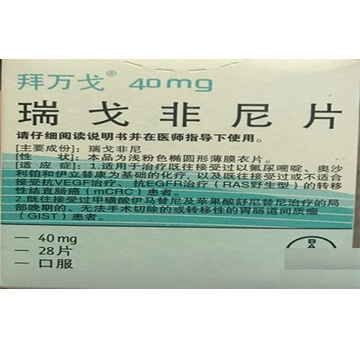 拜万戈® 40mg
瑞戈非尼片
请仔细阅读说明书并在医师指导下使用。
[主要成份]：瑞戈非尼
[性 状]：本品为浅粉色椭圆形薄膜衣片。
[适 应 症]：1.适用于治疗既往接受过以氟尿嘧啶、奥沙
利铂和伊立替康为基础的化疗，以及既往接受过或不适合
接受抗VEGF治疗、抗EGFR治疗（RAS野生型）的转移
性结直肠癌（mCRC）患者。
2.既往接受过甲磺酸伊马替尼及苹果酸舒尼替尼治疗的局
部晚期的、无法手术切除的或转移性的胃肠道间质瘤
（GIST）患者。
40mg
28片
口服